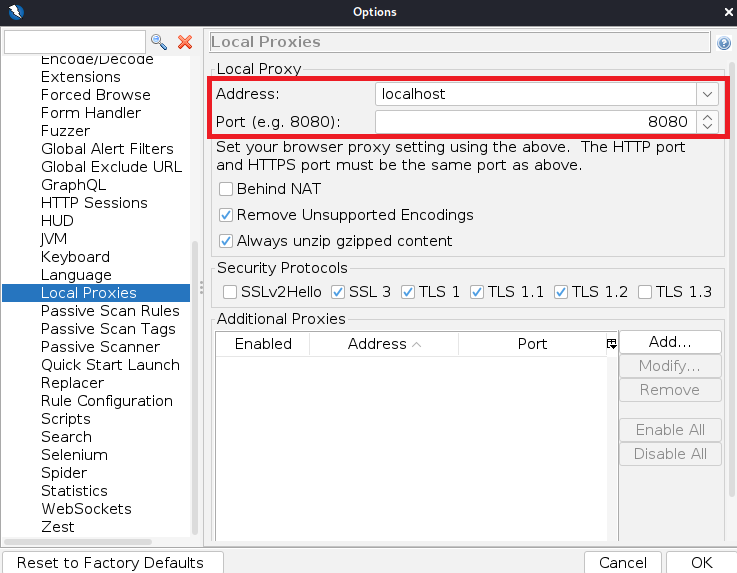 Options
Encode/Decode
Extensions
Forced Browse
Form Handler
Fuzzer
Global Alert Filters
Global Exclude URL
GraphQL
HTTP Sessions
HUD
JVM
Keyboard
Language
Local Proxies
Passive Scan Rules
Passive Scan Tags
Passive Scanner
Quick Start Launch
Replacer
Rule Configuration
Scripts
Search
Selenium
Spider
Statistics
WebSockets
Zest
Local Proxies
Local Proxy
Address: localhost
Port (e.g. 8080): 8080
Set your browser proxy setting using the above. The HTTP port
and HTTPS port must be the same port as above.
Behind NAT
Remove Unsupported Encodings
Always unzip gzipped content
Security Protocols
SSLv2Hello SSL 3 TLS 1 TLS 1.1 TLS 1.2 TLS 1.3
Additional Proxies
Enabled Address Port
Add...
Modify...
Remove
Enable All
Disable All
Reset to Factory Defaults Cancel OK